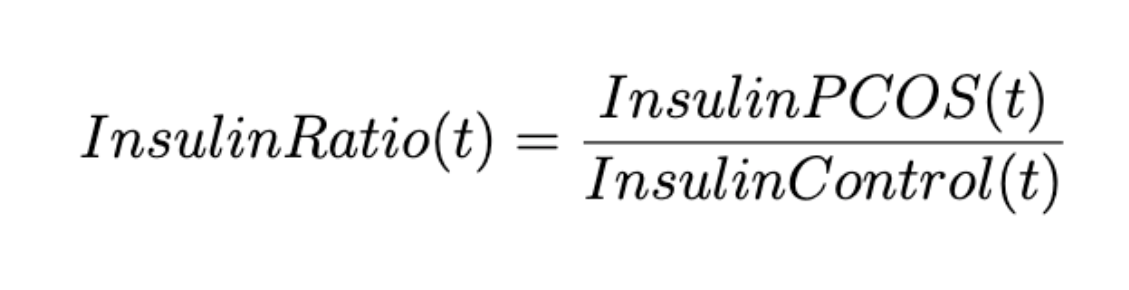 InsulinRatio(t) = InsulinPCOS(t)
InsulinControl(t)